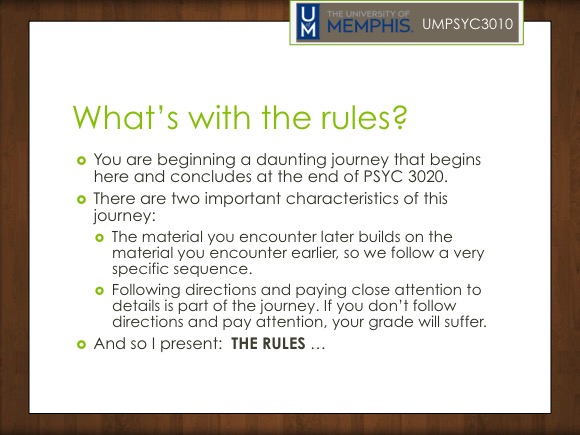 UM THE UNIVERSITY OF
MEMPHIS. UMPSYC3010
What's with the rules?
You are beginning a daunting journey that begins
here and concludes at the end of PSYC 3020.
There are two important characteristics of this
journey:
The material you encounter later builds on the
material you encounter earlier, so we follow a very
specific sequence.
Following directions and paying close attention to
details is part of the journey. If you don't follow
directions and pay attention, your grade will suffer.
And so I present:  THE RULES …